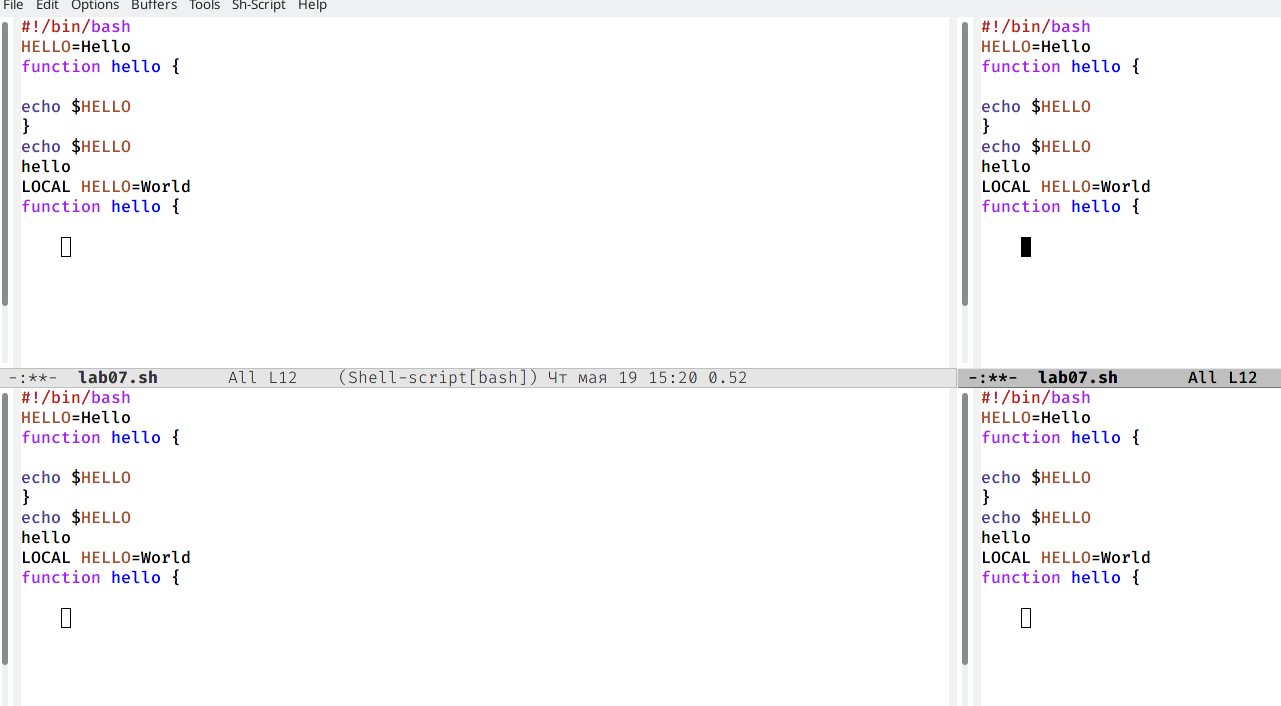 File Edit Options Buffers Tools Sh-Script Help
#!/bin/bash
HELLO=Hello
function hello {
echo $HELLO
}
echo $HELLO
hello
LOCAL HELLO=World
function hello {
-:**- lab07.sh All L12 (Shell-script[bash]) Чт мая 19 15:20 0.52
#!/bin/bash
HELLO=Hello
function hello {
echo $HELLO
}
echo $HELLO
hello
LOCAL HELLO=World
function hello {
-:**- lab07.sh All L12
#!/bin/bash
HELLO=Hello
function hello {
echo $HELLO
}
echo $HELLO
hello
LOCAL HELLO=World
function hello {
#!/bin/bash
HELLO=Hello
function hello {
echo $HELLO
}
echo $HELLO
hello
LOCAL HELLO=World
function hello {